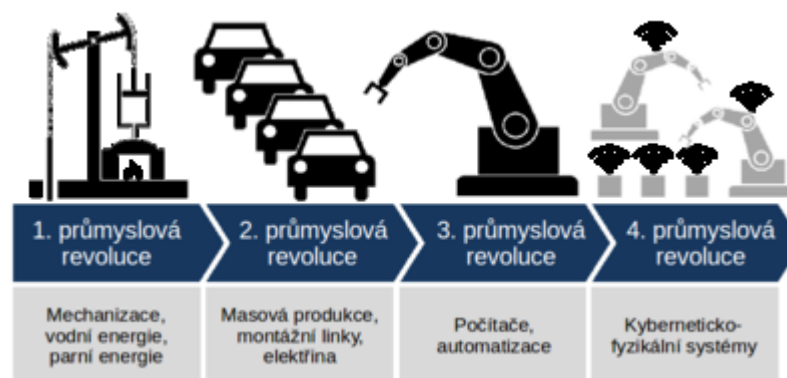 1. průmyslová
revoluce
2. průmyslová
revoluce
3. průmyslová
revoluce
4. průmyslová
revoluce
Mechanizace,
vodní energie,
parní energie
Masová produkce,
montážní linky,
elektřina
Počítače,
automatizace
Kyberneticko-
fyzikální systémy